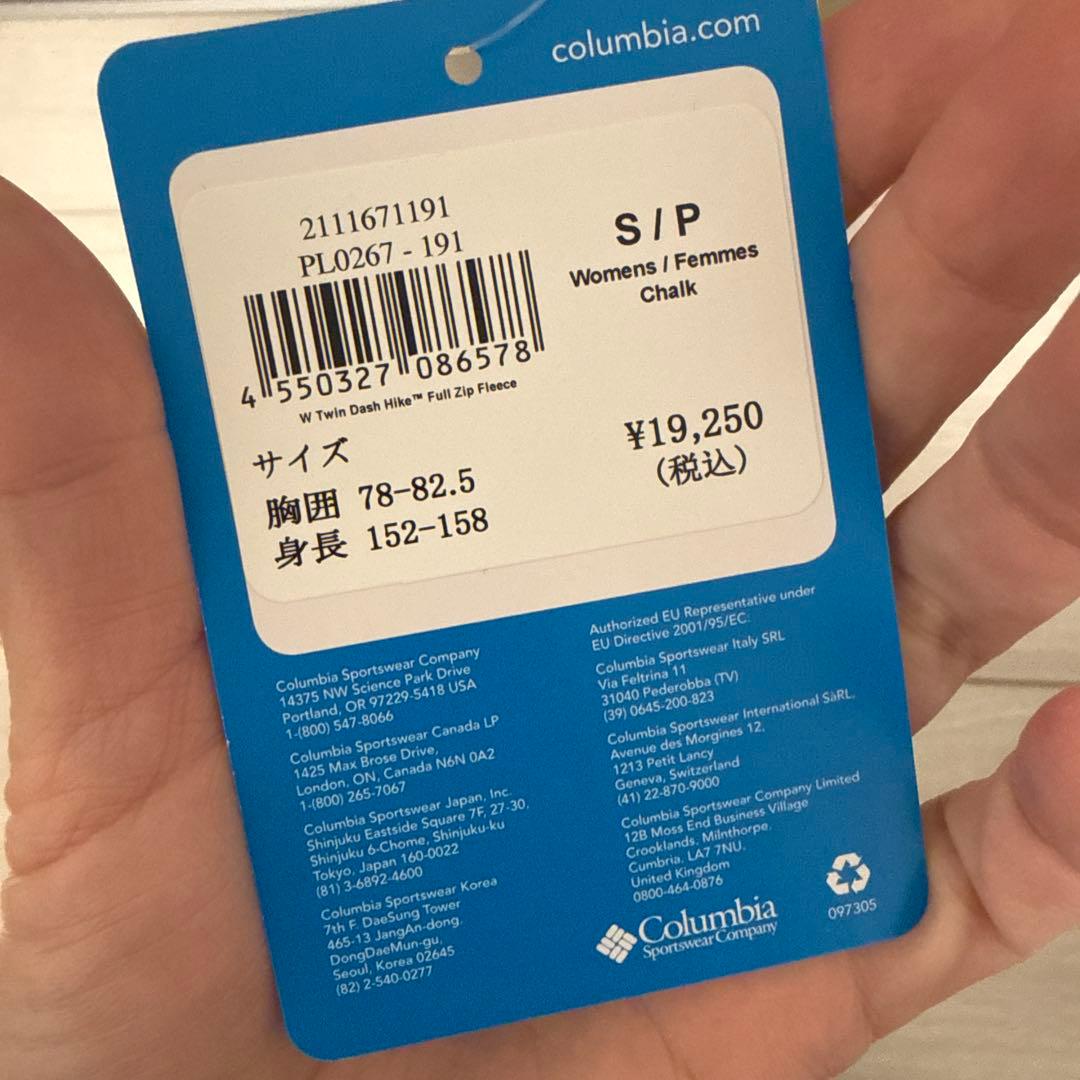 columbia.com
2111671191
PL0267 - 191
4 550327 086578
W Twin Dash Hike™ Full Zip Fleece
S / P
Womens / Femmes
Chalk
サイズ
胸囲 78-82.5
身長 152-158
¥19,250
(税込)
Columbia Sportswear Company
14375 NW Science Park Drive
Portland, OR 97229-5418 USA
1-(800) 547-8066
Columbia Sportswear Canada LP
1425 Max Brose Drive,
London, ON, Canada N6N 0A2
1-(800) 265-7067
Columbia Sportswear Japan, Inc.
Shinjuku Eastside Square 7F, 27-30,
Shinjuku 6-Chome, Shinjuku-ku
Tokyo, Japan 160-0022
(81) 3-6892-4600
Columbia Sportswear Korea
7th F. DaeSung Tower
465-13 JangAn-dong,
DongDaeMun-gu,
Seoul, Korea 02645
(82) 2-540-0277
Authorized EU Representative under
EU Directive 2001/95/EC:
Columbia Sportswear Italy SRL
Via Feltrina 11
31040 Pederobba (TV)
(39) 0645-200-823
Columbia Sportswear International SàRL.
Avenue des Morgines 12,
1213 Petit Lancy
Geneva, Switzerland
(41) 22-870-9000
Columbia Sportswear Company Limited
12B Moss End Business Village
Crooklands, Milnthorpe,
Cumbria, LA7 7NU.
United Kingdom
0800-464-0876
Columbia
Sportswear Company
097305